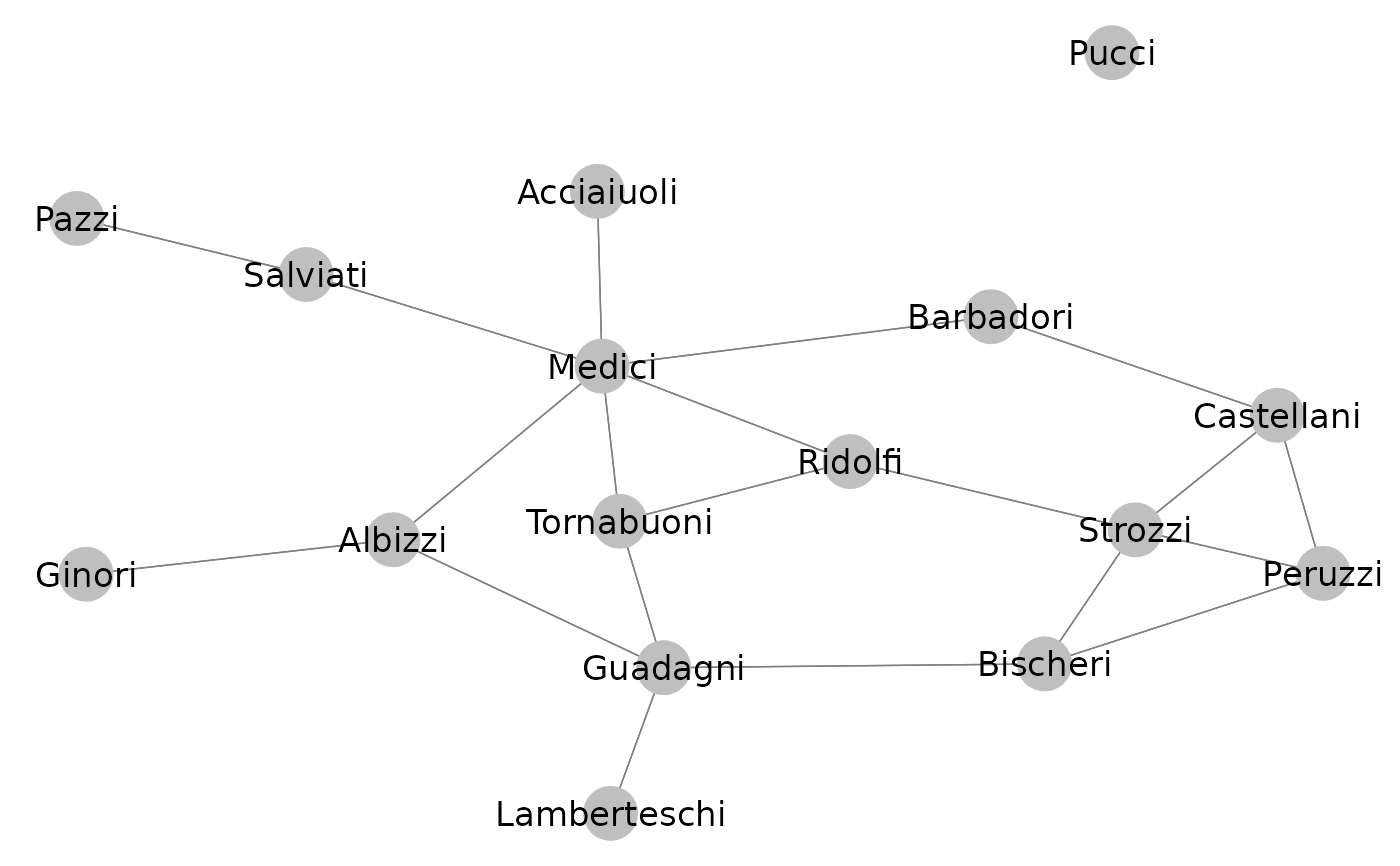 Pucci
Acciaiuoli
Pazzi
Salviati
Barbadori
Medici
Castellani
Ridolfi
Tornabuoni
Strozzi
Albizzi
Ginori
Peruzzi
Guadagni
Bischeri
Lamberteschi